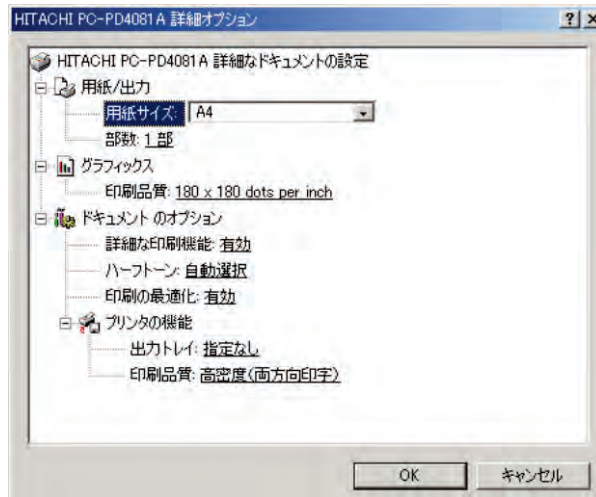 HITACHI PC-PD4081A 詳細オプション
HITACHI PC-PD4081A 詳細なドキュメントの設定
用紙/出力
用紙サイズ: A4
部数: 1 部
グラフィックス
印刷品質: 180 x 180 dots per inch
ドキュメント のオプション
詳細な印刷機能: 有効
ハーフトーン: 自動選択
印刷の最適化: 有効
プリンタの機能
出力トレイ: 指定なし
印刷品質: 高密度(両方向印字)
OK キャンセル